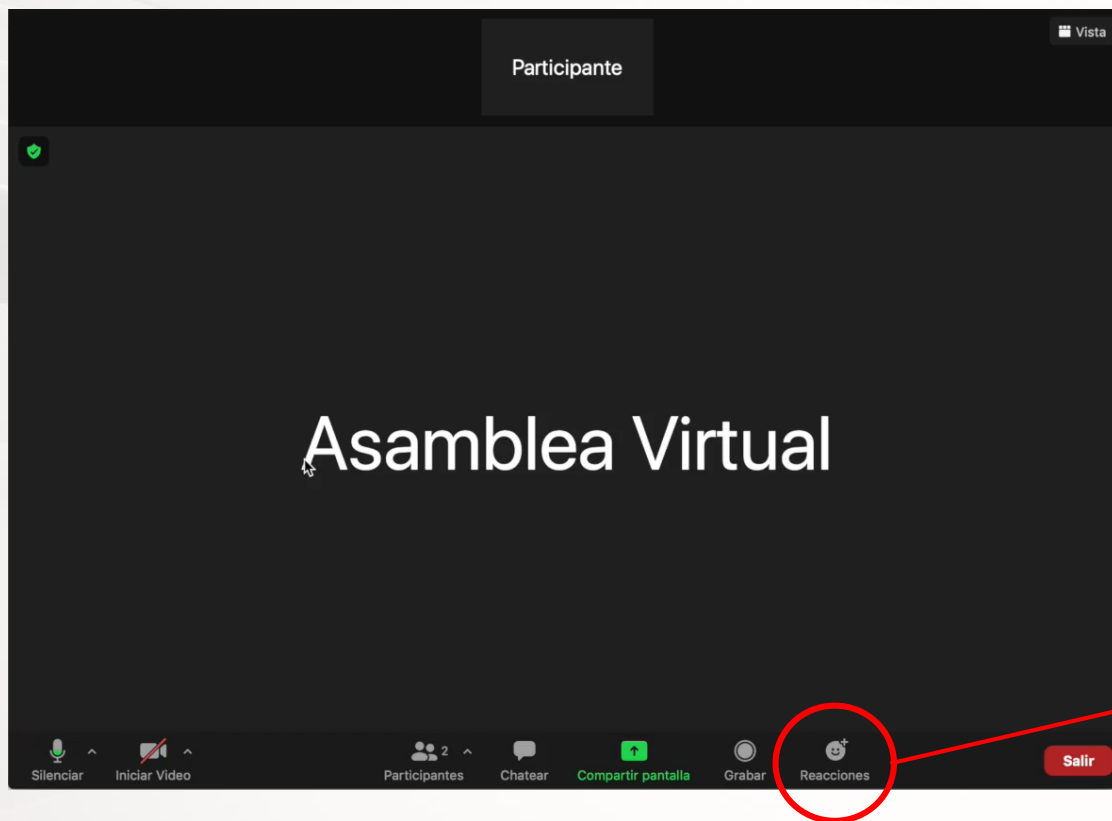 Vista
Participante
Asamblea Virtual
2
Silenciar
Iniciar Video
Participantes
Chatear
Compartir pantalla
Grabar
Reacciones
Salir